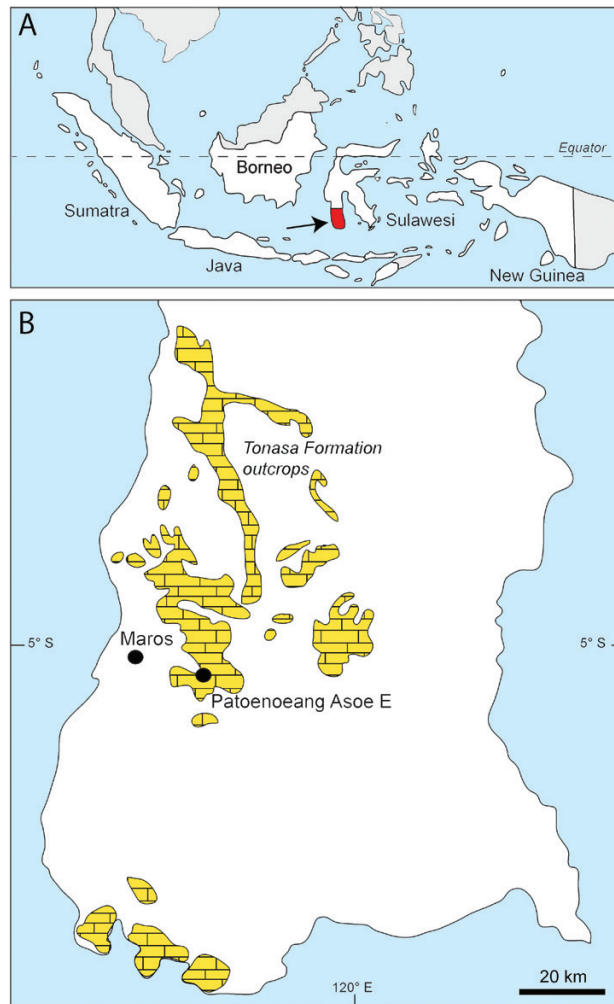 A
Equator
Borneo
Sumatra
Sulawesi
Java
New Guinea
B
Tonasa Formation
outcrops
Maros
5° S
5° S
Patoenoeang Asoe E
120° E
20 km